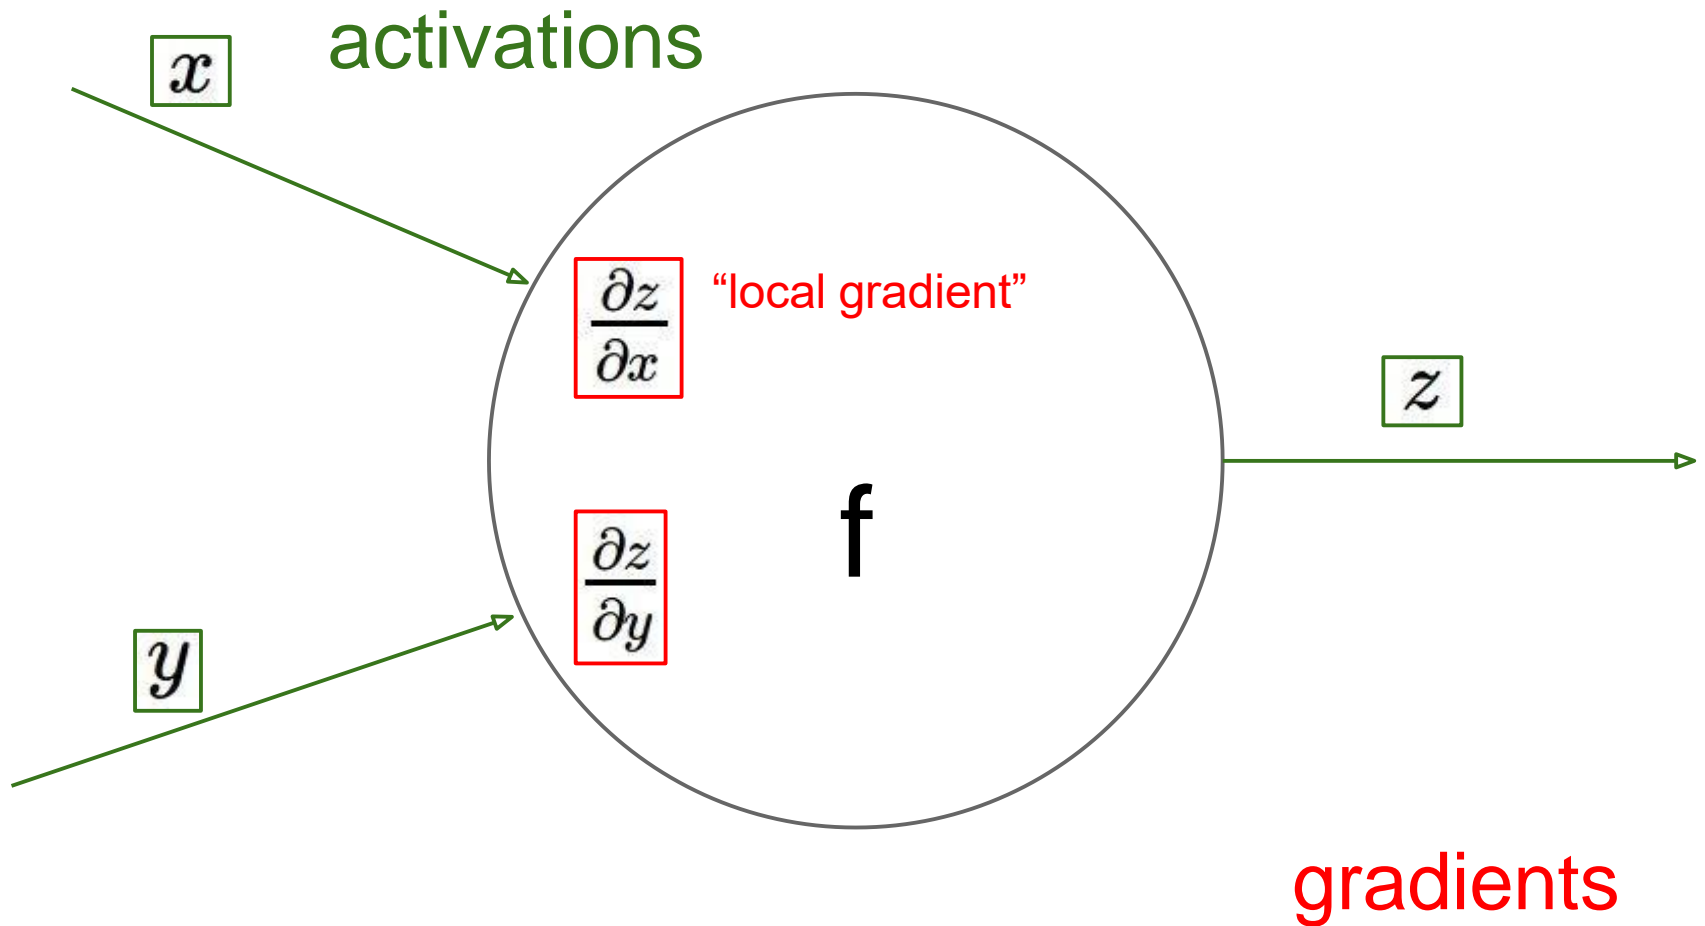 activations
x
∂z
∂x
“local gradient”
z
f
∂z
∂y
y
gradients